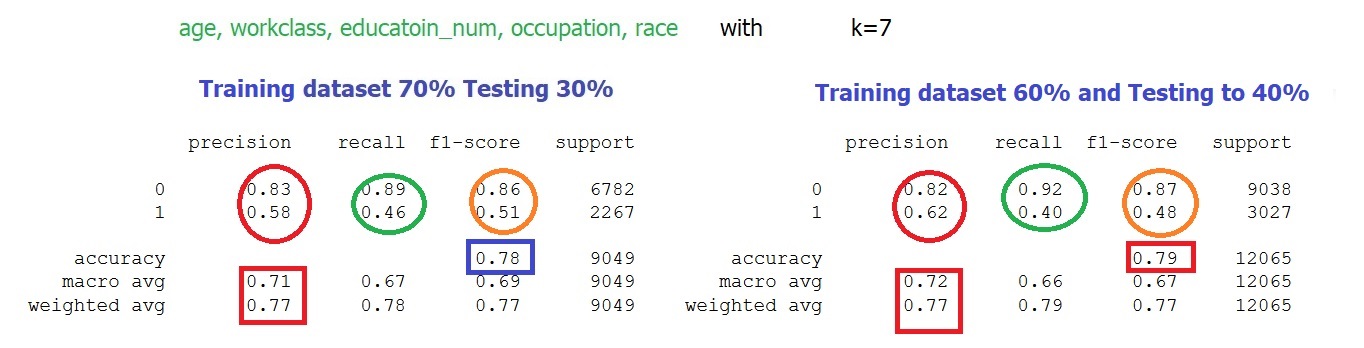 age, workclass, educatoin_num, occupation, race with k=7
Training dataset 70% Testing 30%
precision recall f1-score support
0 0.83 0.89 0.86 6782
1 0.58 0.46 0.51 2267
accuracy 0.78 9049
macro avg 0.71 0.67 0.69 9049
weighted avg 0.77 0.78 0.77 9049
Training dataset 60% and Testing to 40%
precision recall f1-score support
0 0.82 0.92 0.87 9038
1 0.62 0.40 0.48 3027
accuracy 0.79 12065
macro avg 0.72 0.66 0.67 12065
weighted avg 0.77 0.79 0.77 12065